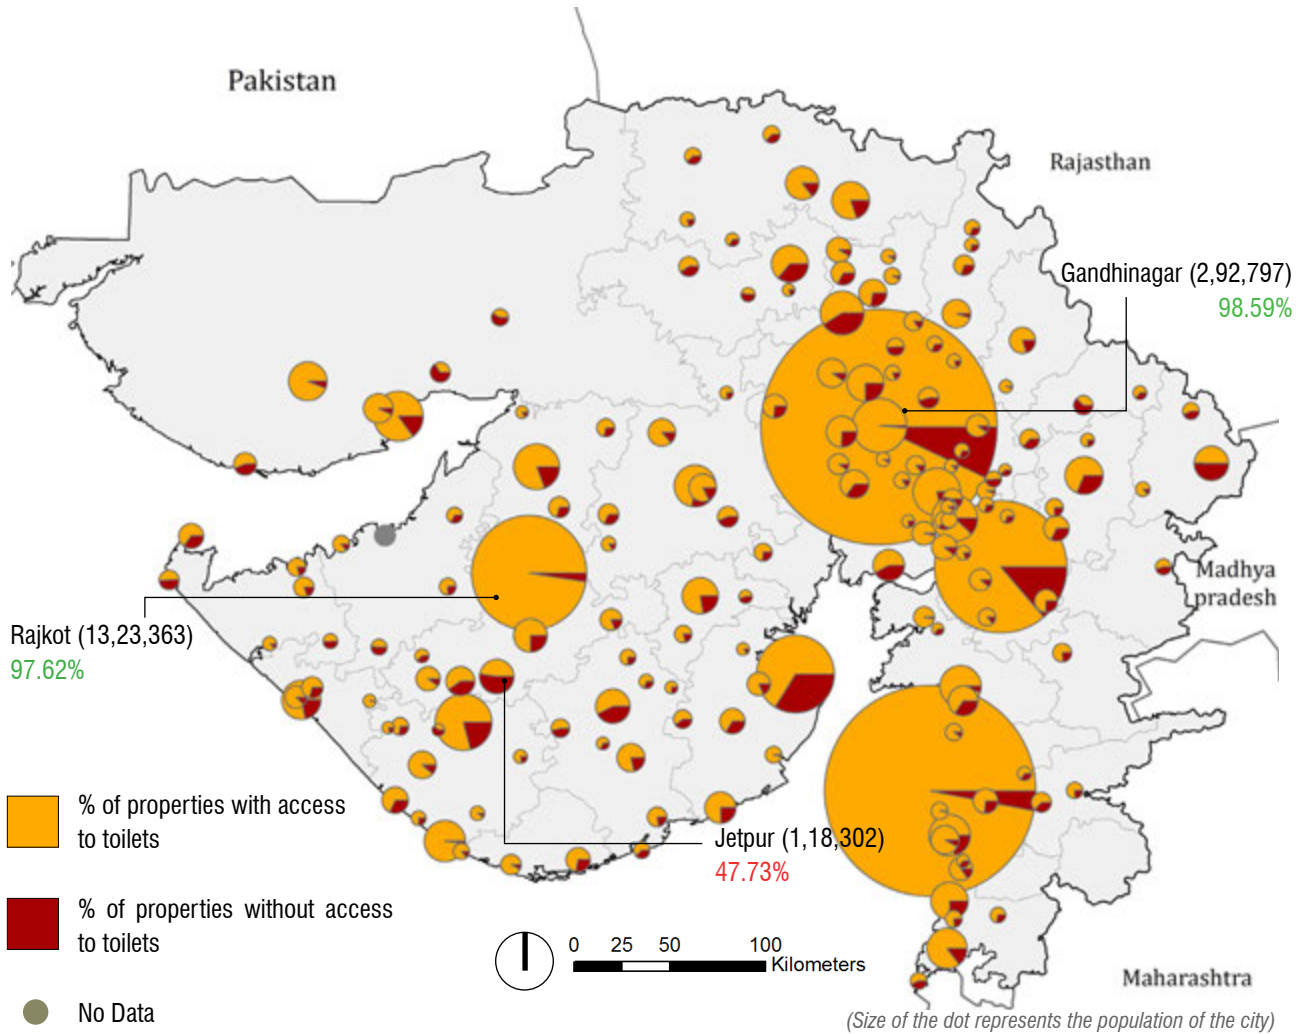 Pakistan
Rajasthan
Gandhinagar (2,92,797)
98.59%
Madhya
pradesh
Rajkot (13,23,363)
97.62%
% of properties with access
to toilets
Jetpur (1,18,302)
47.73%
% of properties without access
to toilets
0 25 50 100
Kilometers
Maharashtra
No Data
(Size of the dot represents the population of the city)